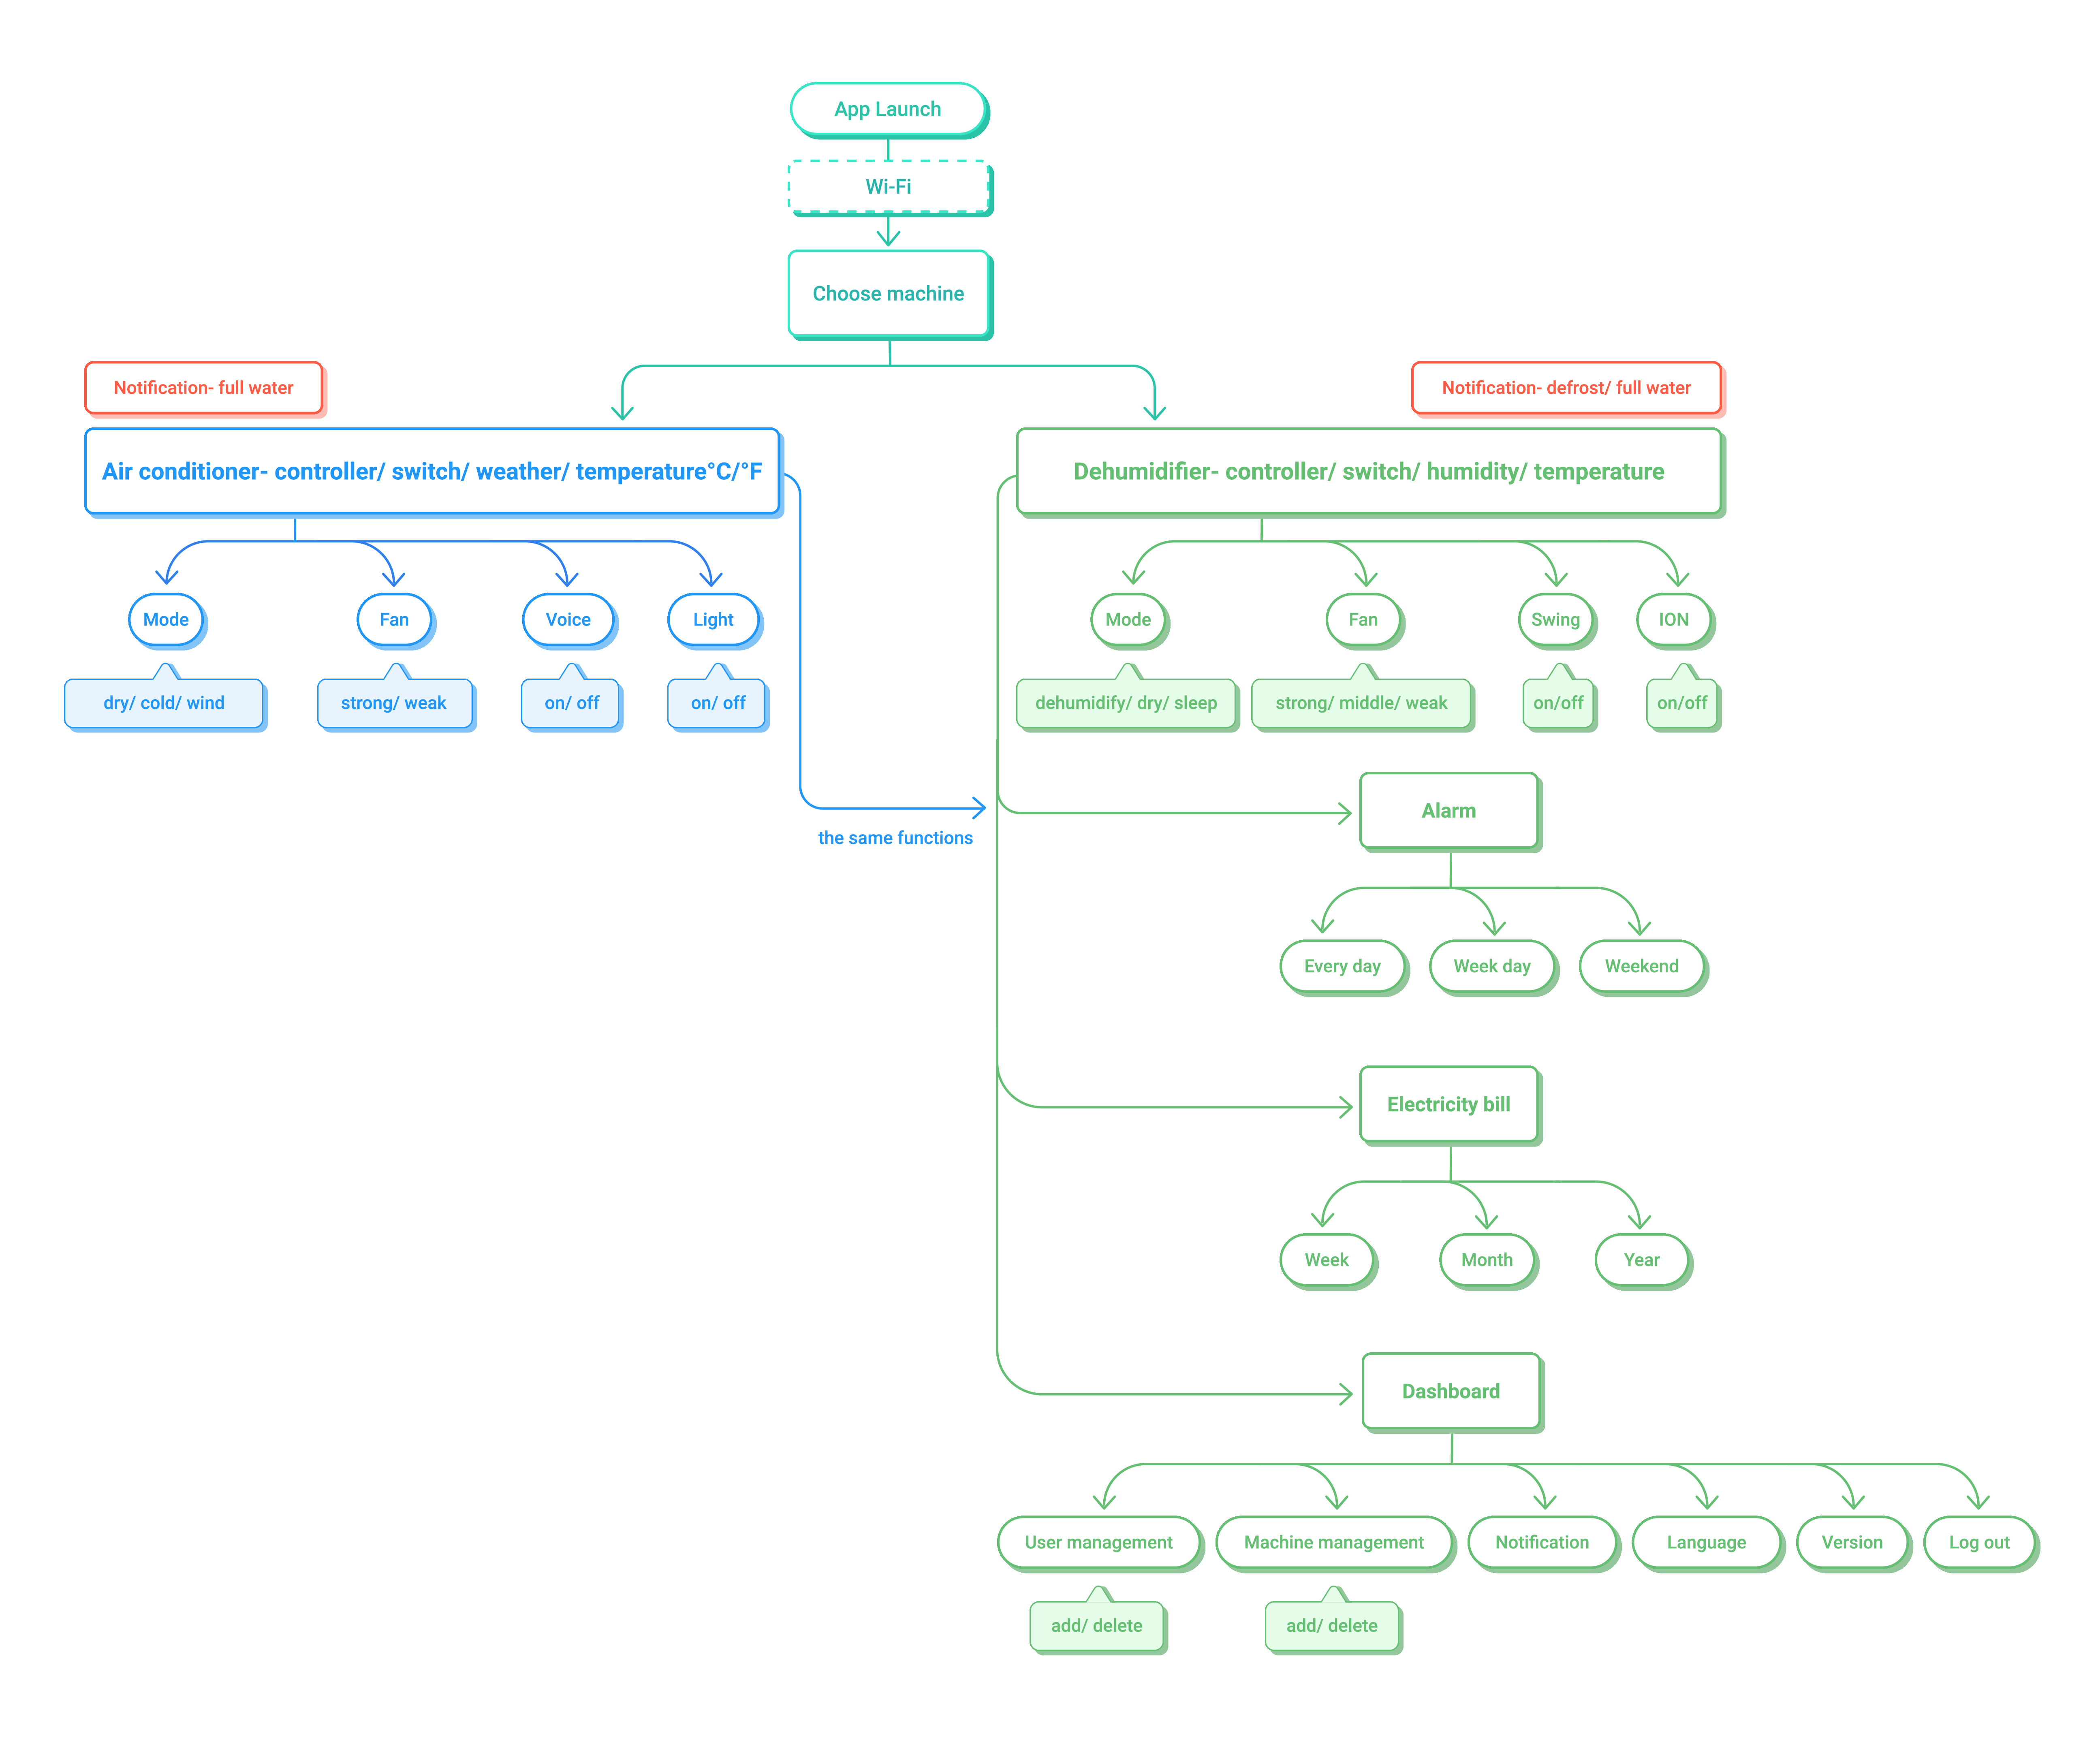 App Launch
Wi-Fi
Choose machine
Notification- full water
Notification- defrost/ full water
Air conditioner- controller/ switch/ weather/ temperature°C/°F
Dehumidifier- controller/ switch/ humidity/ temperature
Mode
Fan
Voice
Light
dry/ cold/ wind
strong/ weak
on/ off
on/ off
Mode
Fan
Swing
ION
dehumidify/ dry/ sleep
strong/ middle/ weak
on/off
on/off
the same functions
Alarm
Every day
Week day
Weekend
Electricity bill
Week
Month
Year
Dashboard
User management
Machine management
Notification
Language
Version
Log out
add/ delete
add/ delete